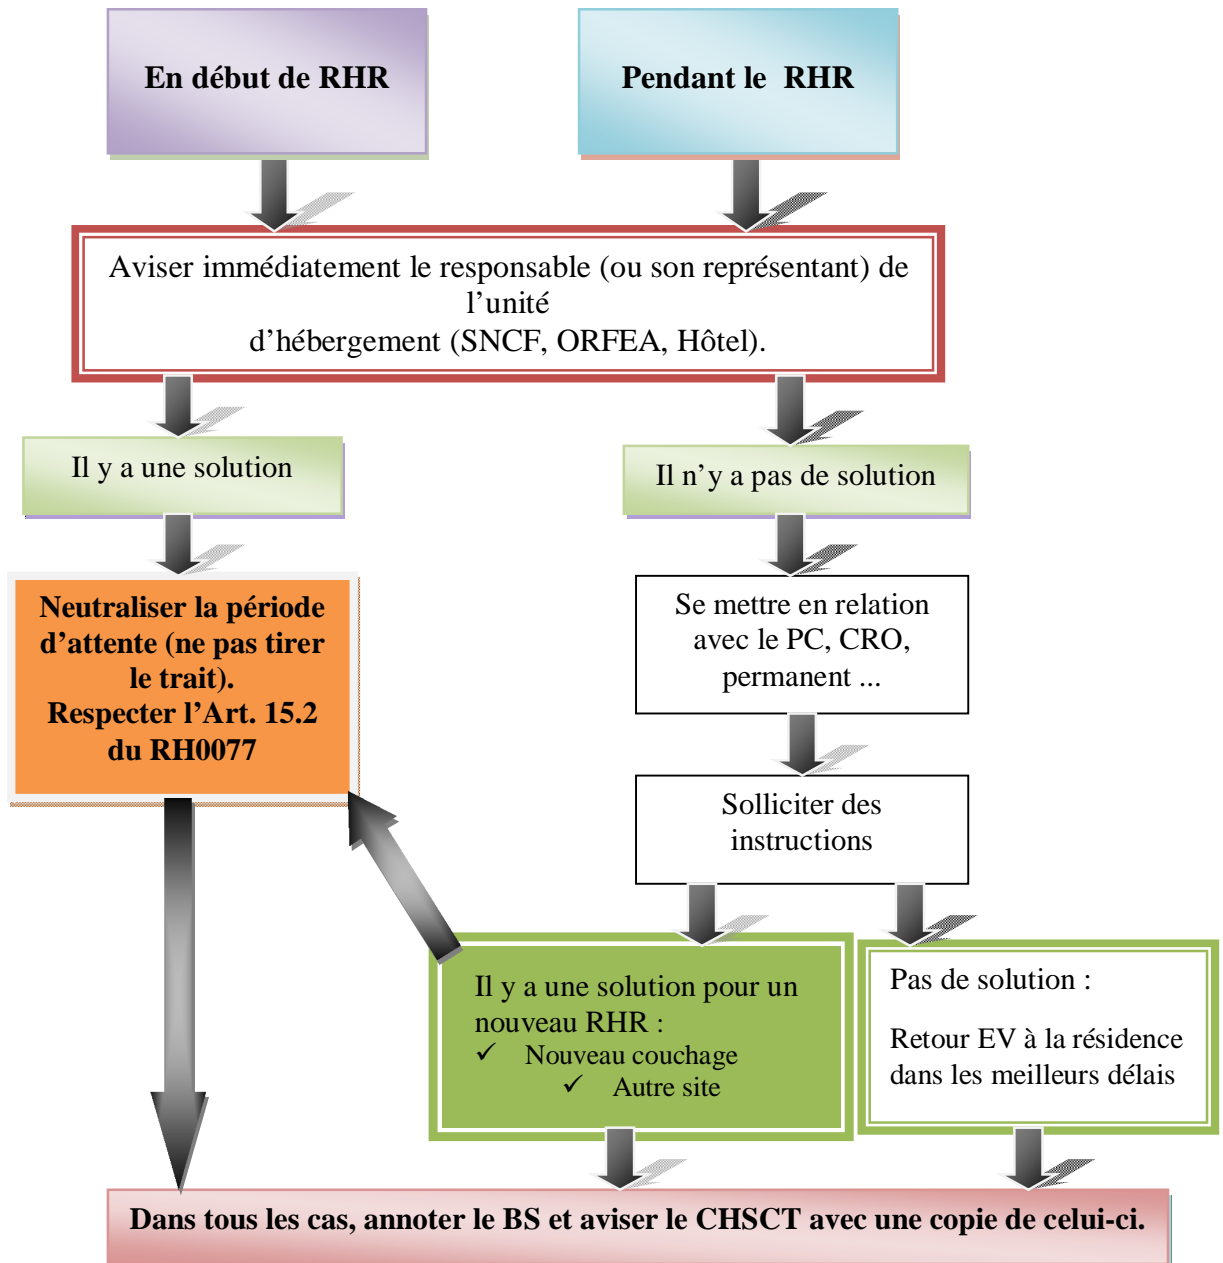 En début de RHR
Pendant le RHR
Aviser immédiatement le responsable (ou son représentant) de
l’unité
d’hébergement (SNCF, ORFEA, Hôtel).
Il y a une solution
Il n’y a pas de solution
Neutraliser la période
d’attente (ne pas tirer
le trait).
Respecter l’Art. 15.2
du RH0077
Se mettre en relation
avec le PC, CRO,
permanent ...
Solliciter des
instructions
Il y a une solution pour un
nouveau RHR :
✓ Nouveau couchage
✓ Autre site
Pas de solution :
Retour EV à la résidence
dans les meilleurs délais
Dans tous les cas, annoter le BS et aviser le CHSCT avec une copie de celui-ci.